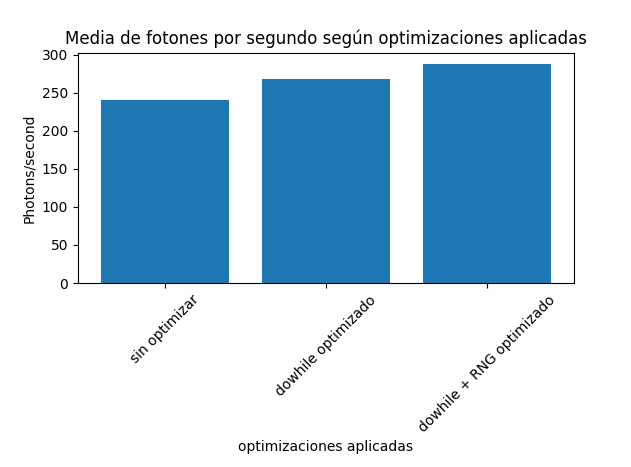 Media de fotones por segundo según optimizaciones aplicadas
Photons/second
300
250
200
150
100
50
0
sin optimizar
dowhile optimizado
dowhile + RNG optimizado
optimizaciones aplicadas